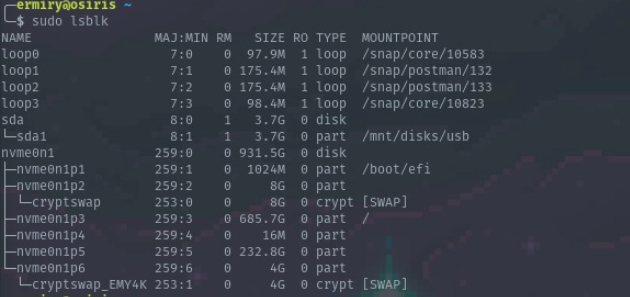 ╭─ermiry@osiris ~
╰─$ sudo lsblk
NAME                MAJ:MIN RM   SIZE RO TYPE  MOUNTPOINT
loop0                 7:0    0  97.9M  1 loop  /snap/core/10583
loop1                 7:1    0 175.4M  1 loop  /snap/postman/132
loop2                 7:2    0 175.4M  1 loop  /snap/postman/133
loop3                 7:3    0  98.4M  1 loop  /snap/core/10823
sda                   8:0    1   3.7G  0 disk
└─sda1                8:1    1   3.7G  0 part  /mnt/disks/usb
nvme0n1             259:0    0 931.5G  0 disk
├─nvme0n1p1         259:1    0  1024M  0 part  /boot/efi
├─nvme0n1p2         259:2    0     8G  0 part
│ └─cryptswap       253:0    0     8G  0 crypt [SWAP]
├─nvme0n1p3         259:3    0 685.7G  0 part  /
├─nvme0n1p4         259:4    0    16M  0 part
├─nvme0n1p5         259:5    0 232.8G  0 part
└─nvme0n1p6         259:6    0     4G  0 part
  └─cryptswap_EMY4K 253:1    0     4G  0 crypt [SWAP]